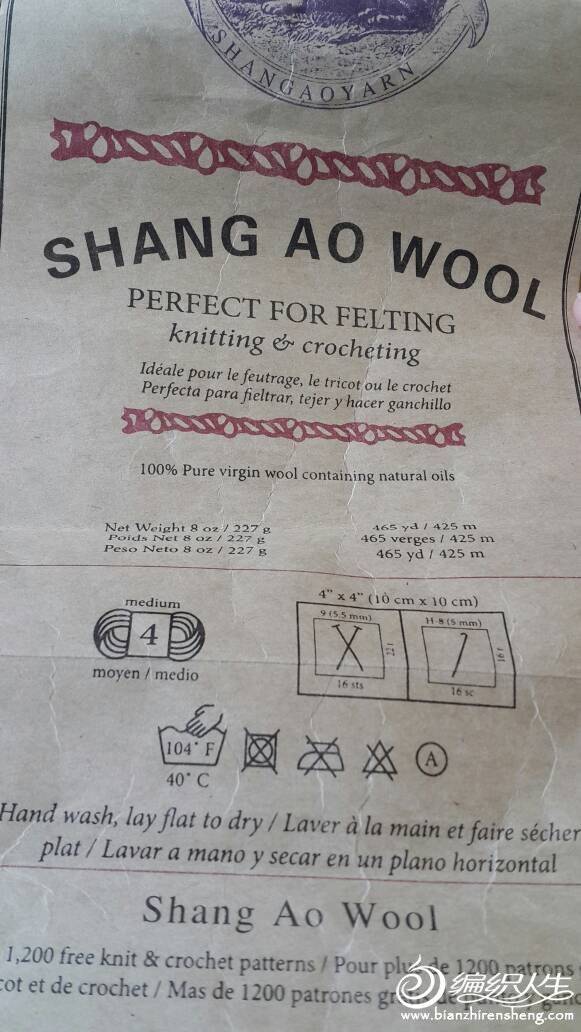 SHANGAOYARN
SHANG AO WOOL
PERFECT FOR FELTING
knitting & crocheting
Idéale pour le feutrage, le tricot ou le crochet
Perfecta para fieltrar, tejer y hacer ganchillo
100% Pure virgin wool containing natural oils
Net Weight 8 oz / 227 g
Poids Net 8 oz / 227 g
Peso Neto 8 oz / 227 g
465 yd / 425 m
465 verges / 425 m
465 yd / 425 m
medium
4
moyen / medio
4" x 4" (10 cm x 10 cm)
9 (5.5 mm)
22 r
16 sts
H-8 (5 mm)
16 r
16 sc
104° F
40° C
A
Hand wash, lay flat to dry / Laver à la main et faire sécher
plat / Lavar a mano y secar en un plano horizontal
Shang Ao Wool
1,200 free knit & crochet patterns / Pour plus de 1200 patrons
cot et de crochet / Mas de 1200 patrones
编织人生
www.bianzhirensheng.com